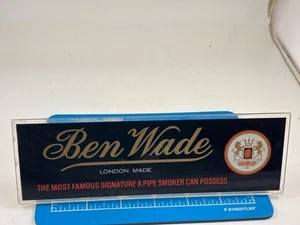 Ben Wade
LONDON MADE
THE MOST FAMOUS SIGNATURE A PIPE SMOKER CAN POSSESS
STAEDTLER